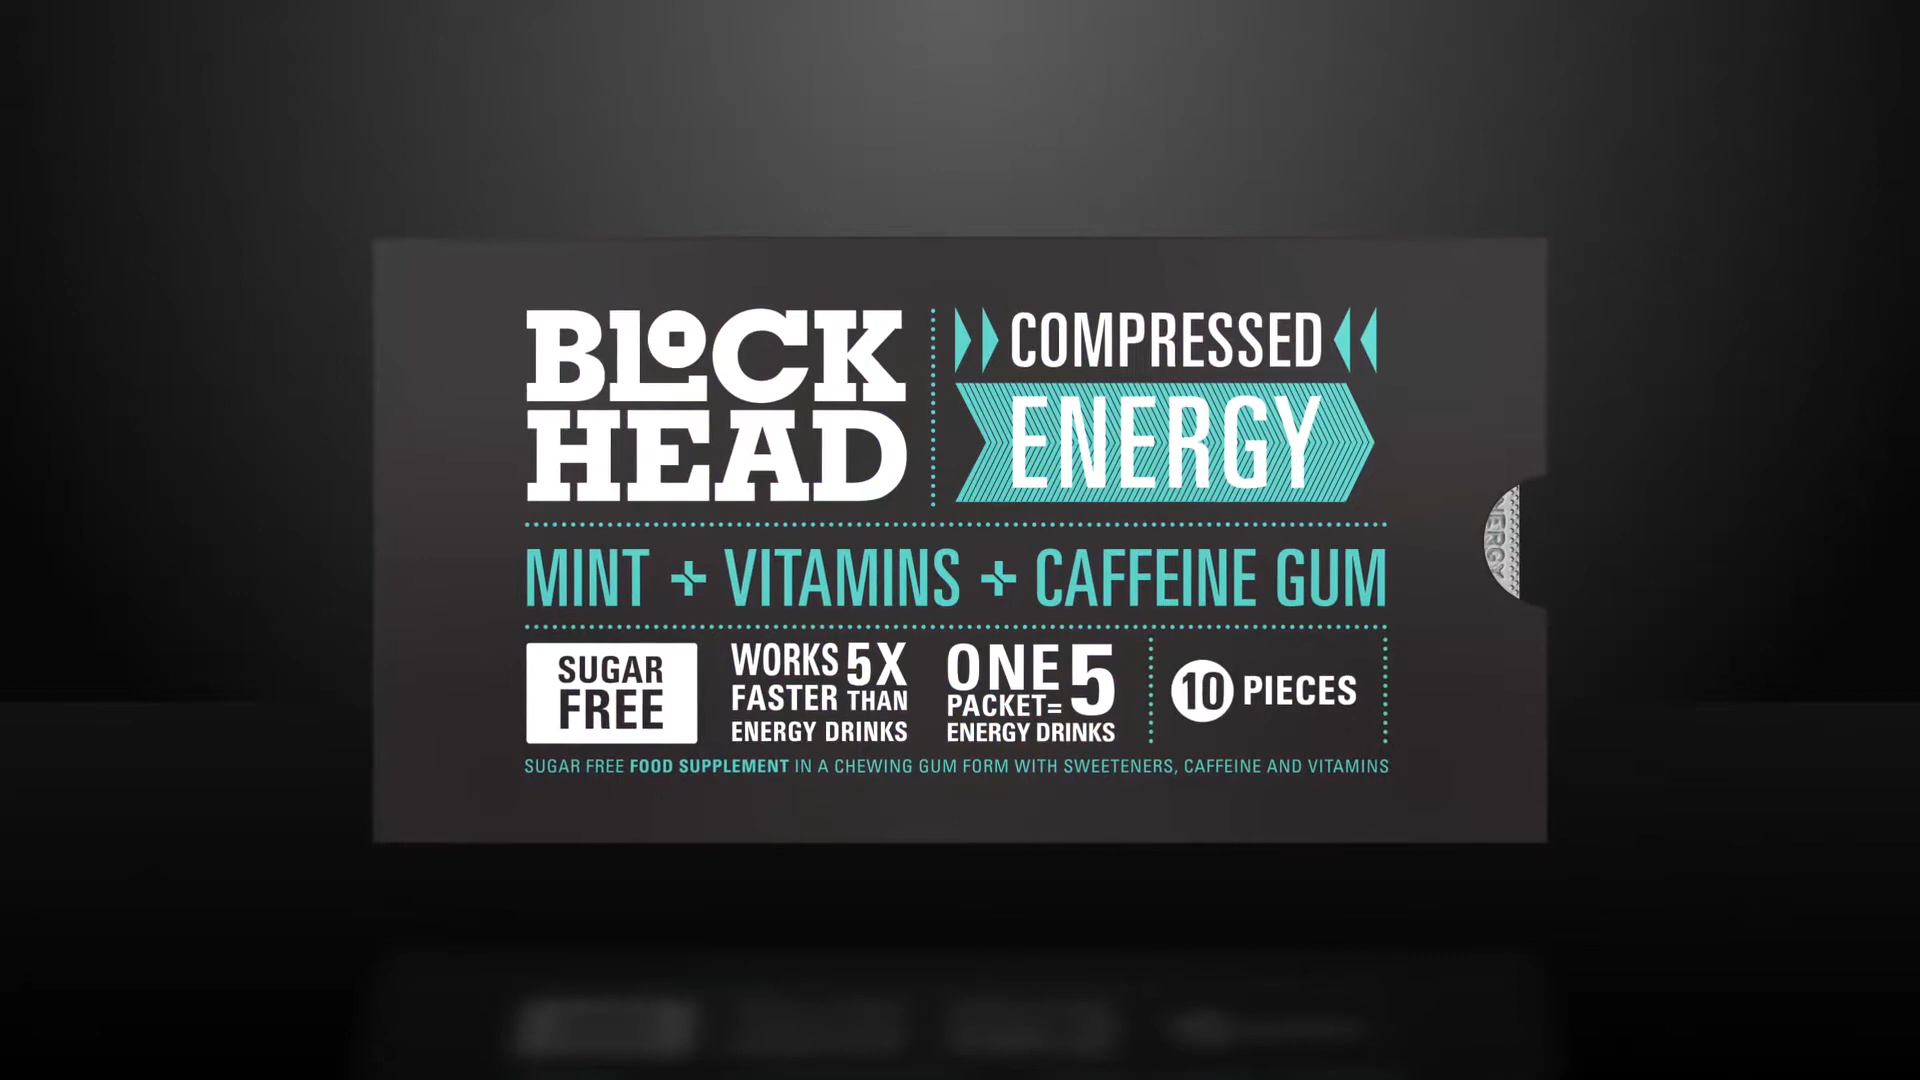 BLOCK
HEAD
COMPRESSED
ENERGY
MINT + VITAMINS + CAFFEINE GUM
SUGAR
FREE
WORKS 5X
FASTER THAN
ENERGY DRINKS
ONE 5
PACKET=
ENERGY DRINKS
10 PIECES
SUGAR FREE FOOD SUPPLEMENT IN A CHEWING GUM FORM WITH SWEETENERS, CAFFEINE AND VITAMINS
ENERGY